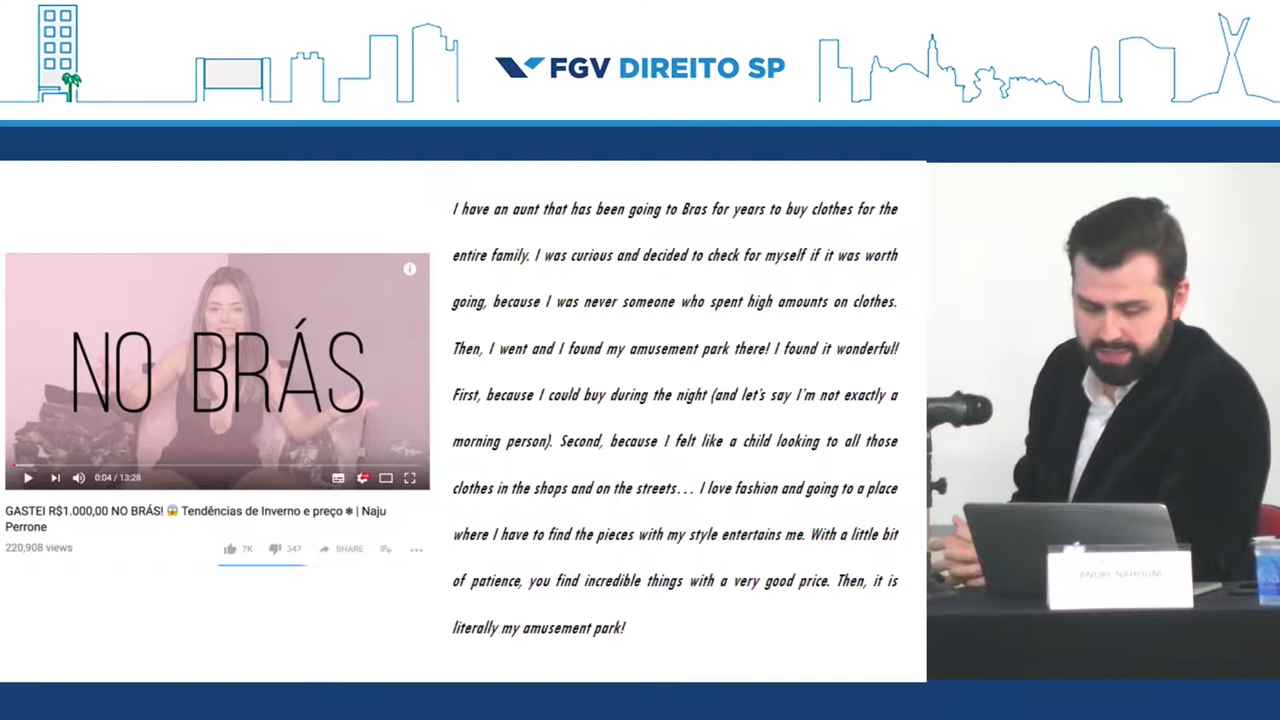 FGV DIREITO SP
NO BRÁS
0:04 / 13:28
GASTEI R$1.000,00 NO BRÁS! 😱 Tendências de Inverno e preço ❄ | Naju
Perrone
220,908 views
7K
347
SHARE
I have an aunt that has been going to Bras for years to buy clothes for the
entire family. I was curious and decided to check for myself if it was worth
going, because I was never someone who spent high amounts on clothes.
Then, I went and I found my amusement park there! I found it wonderful!
First, because I could buy during the night (and let's say I'm not exactly a
morning person). Second, because I felt like a child looking to all those
clothes in the shops and on the streets… I love fashion and going to a place
where I have to find the pieces with my style entertains me. With a little bit
of patience, you find incredible things with a very good price. Then, it is
literally my amusement park!
ANDRÉ NAHOUM